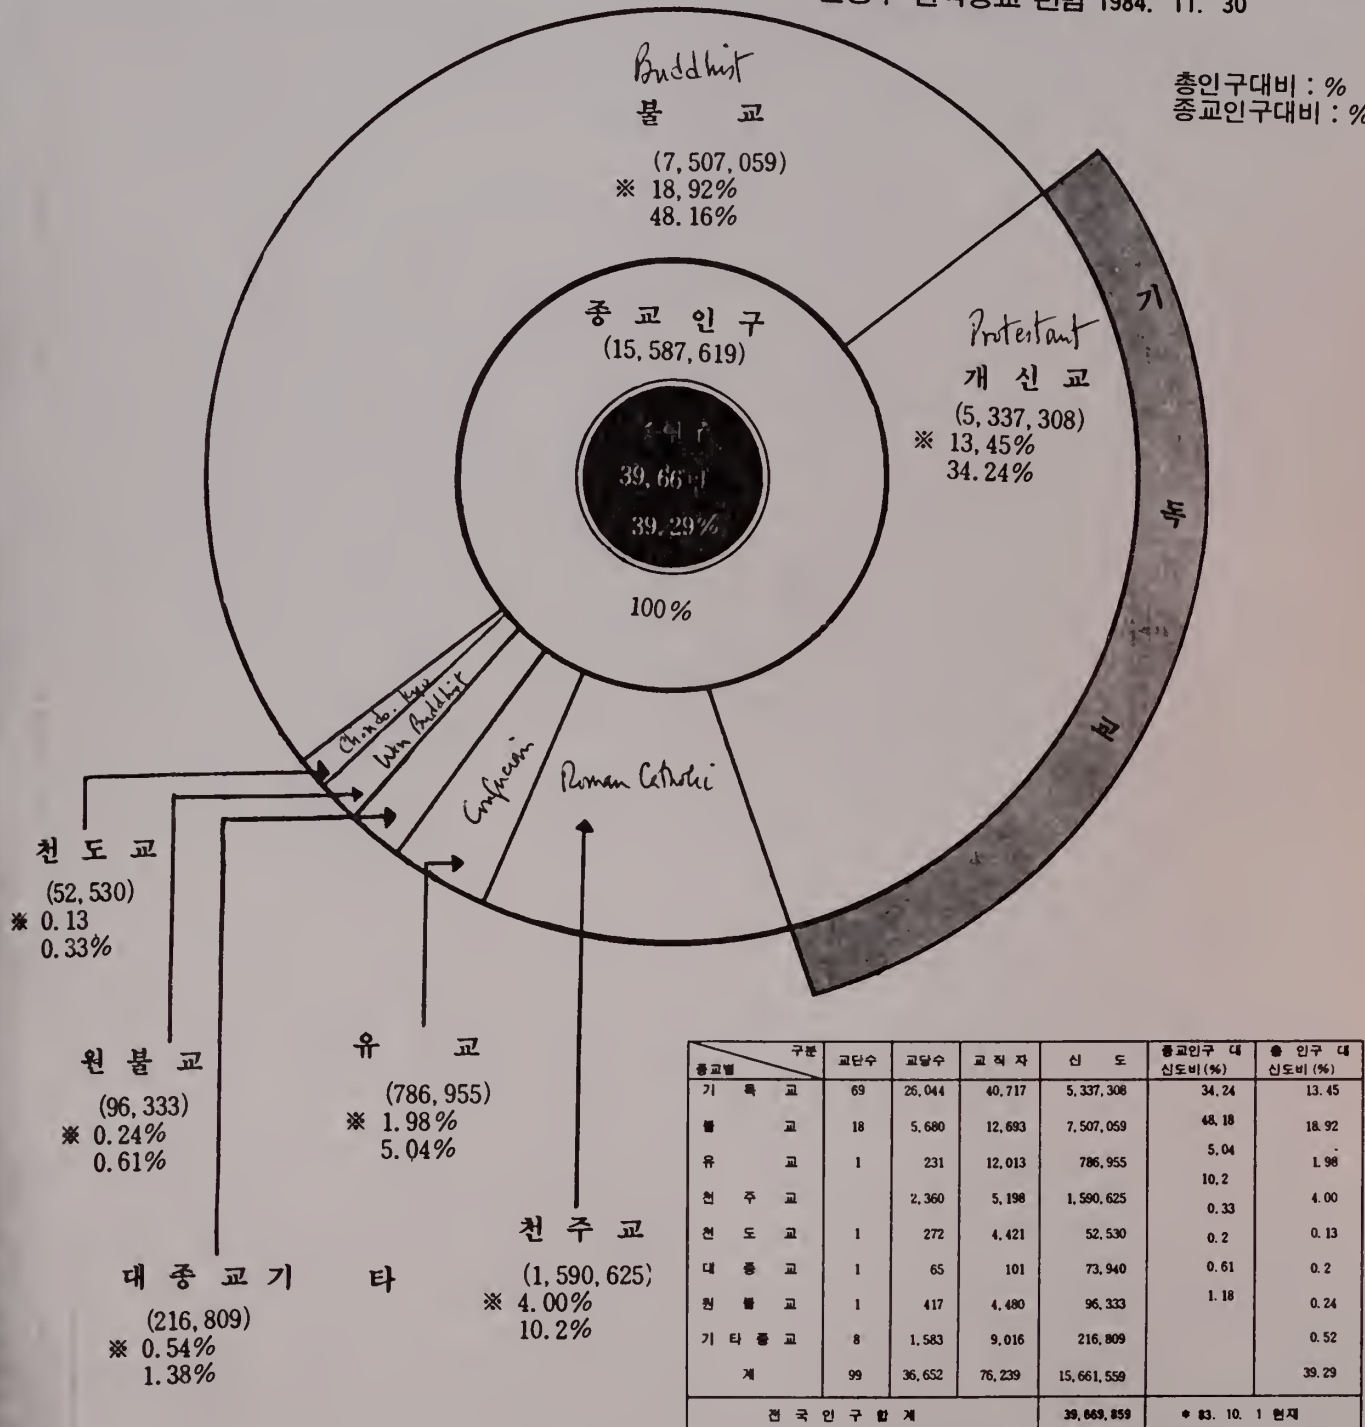 1984. 11. 30
총인구대비 : %
종교인구대비 : %
Buddhist
불 교
(7,507,059)
※ 18,92%
48.16%
종 교 인 구
(15,587,619)
39,66
39.29%
100%
Protestant
개 신 교
(5,337,308)
※ 13,45%
34.24%
기
독
교
Chondo Kyo
Won Buddhist
Confucian
Roman Catholic
천 도 교
(52,530)
※ 0.13
0.33%
원 불 교
(96,333)
※ 0.24%
0.61%
유 교
(786,955)
※ 1.98%
5.04%
대 종 교 기 타
(216,809)
※ 0.54%
1.38%
천 주 교
(1,590,625)
※ 4.00%
10.2%
종교별 구분 교단수 교당수 교 직 자 신 도 종교인구 대 신도비(%) 총 인구 대 신도비(%)
기 독 교 69 26,044 40,717 5,337,308 34,24 13.45
불 교 18 5,680 12,693 7,507,059 48,18 18.92
유 교 1 231 12,013 786,955 5.04 1.98
천 주 교 2,360 5,198 1,590,625 10.2 4.00
천 도 교 1 272 4,421 52,530 0.33 0.13
대 종 교 1 65 101 73,940 0.2 0.2
원 불 교 1 417 4,480 96,333 0.61 0.24
기 타 종 교 8 1,583 9,016 216,809 1.18 0.52
계 99 36,652 76,239 15,661,559 39.29
전 국 인 구 합 계 39,669,859 * 83. 10. 1 현재